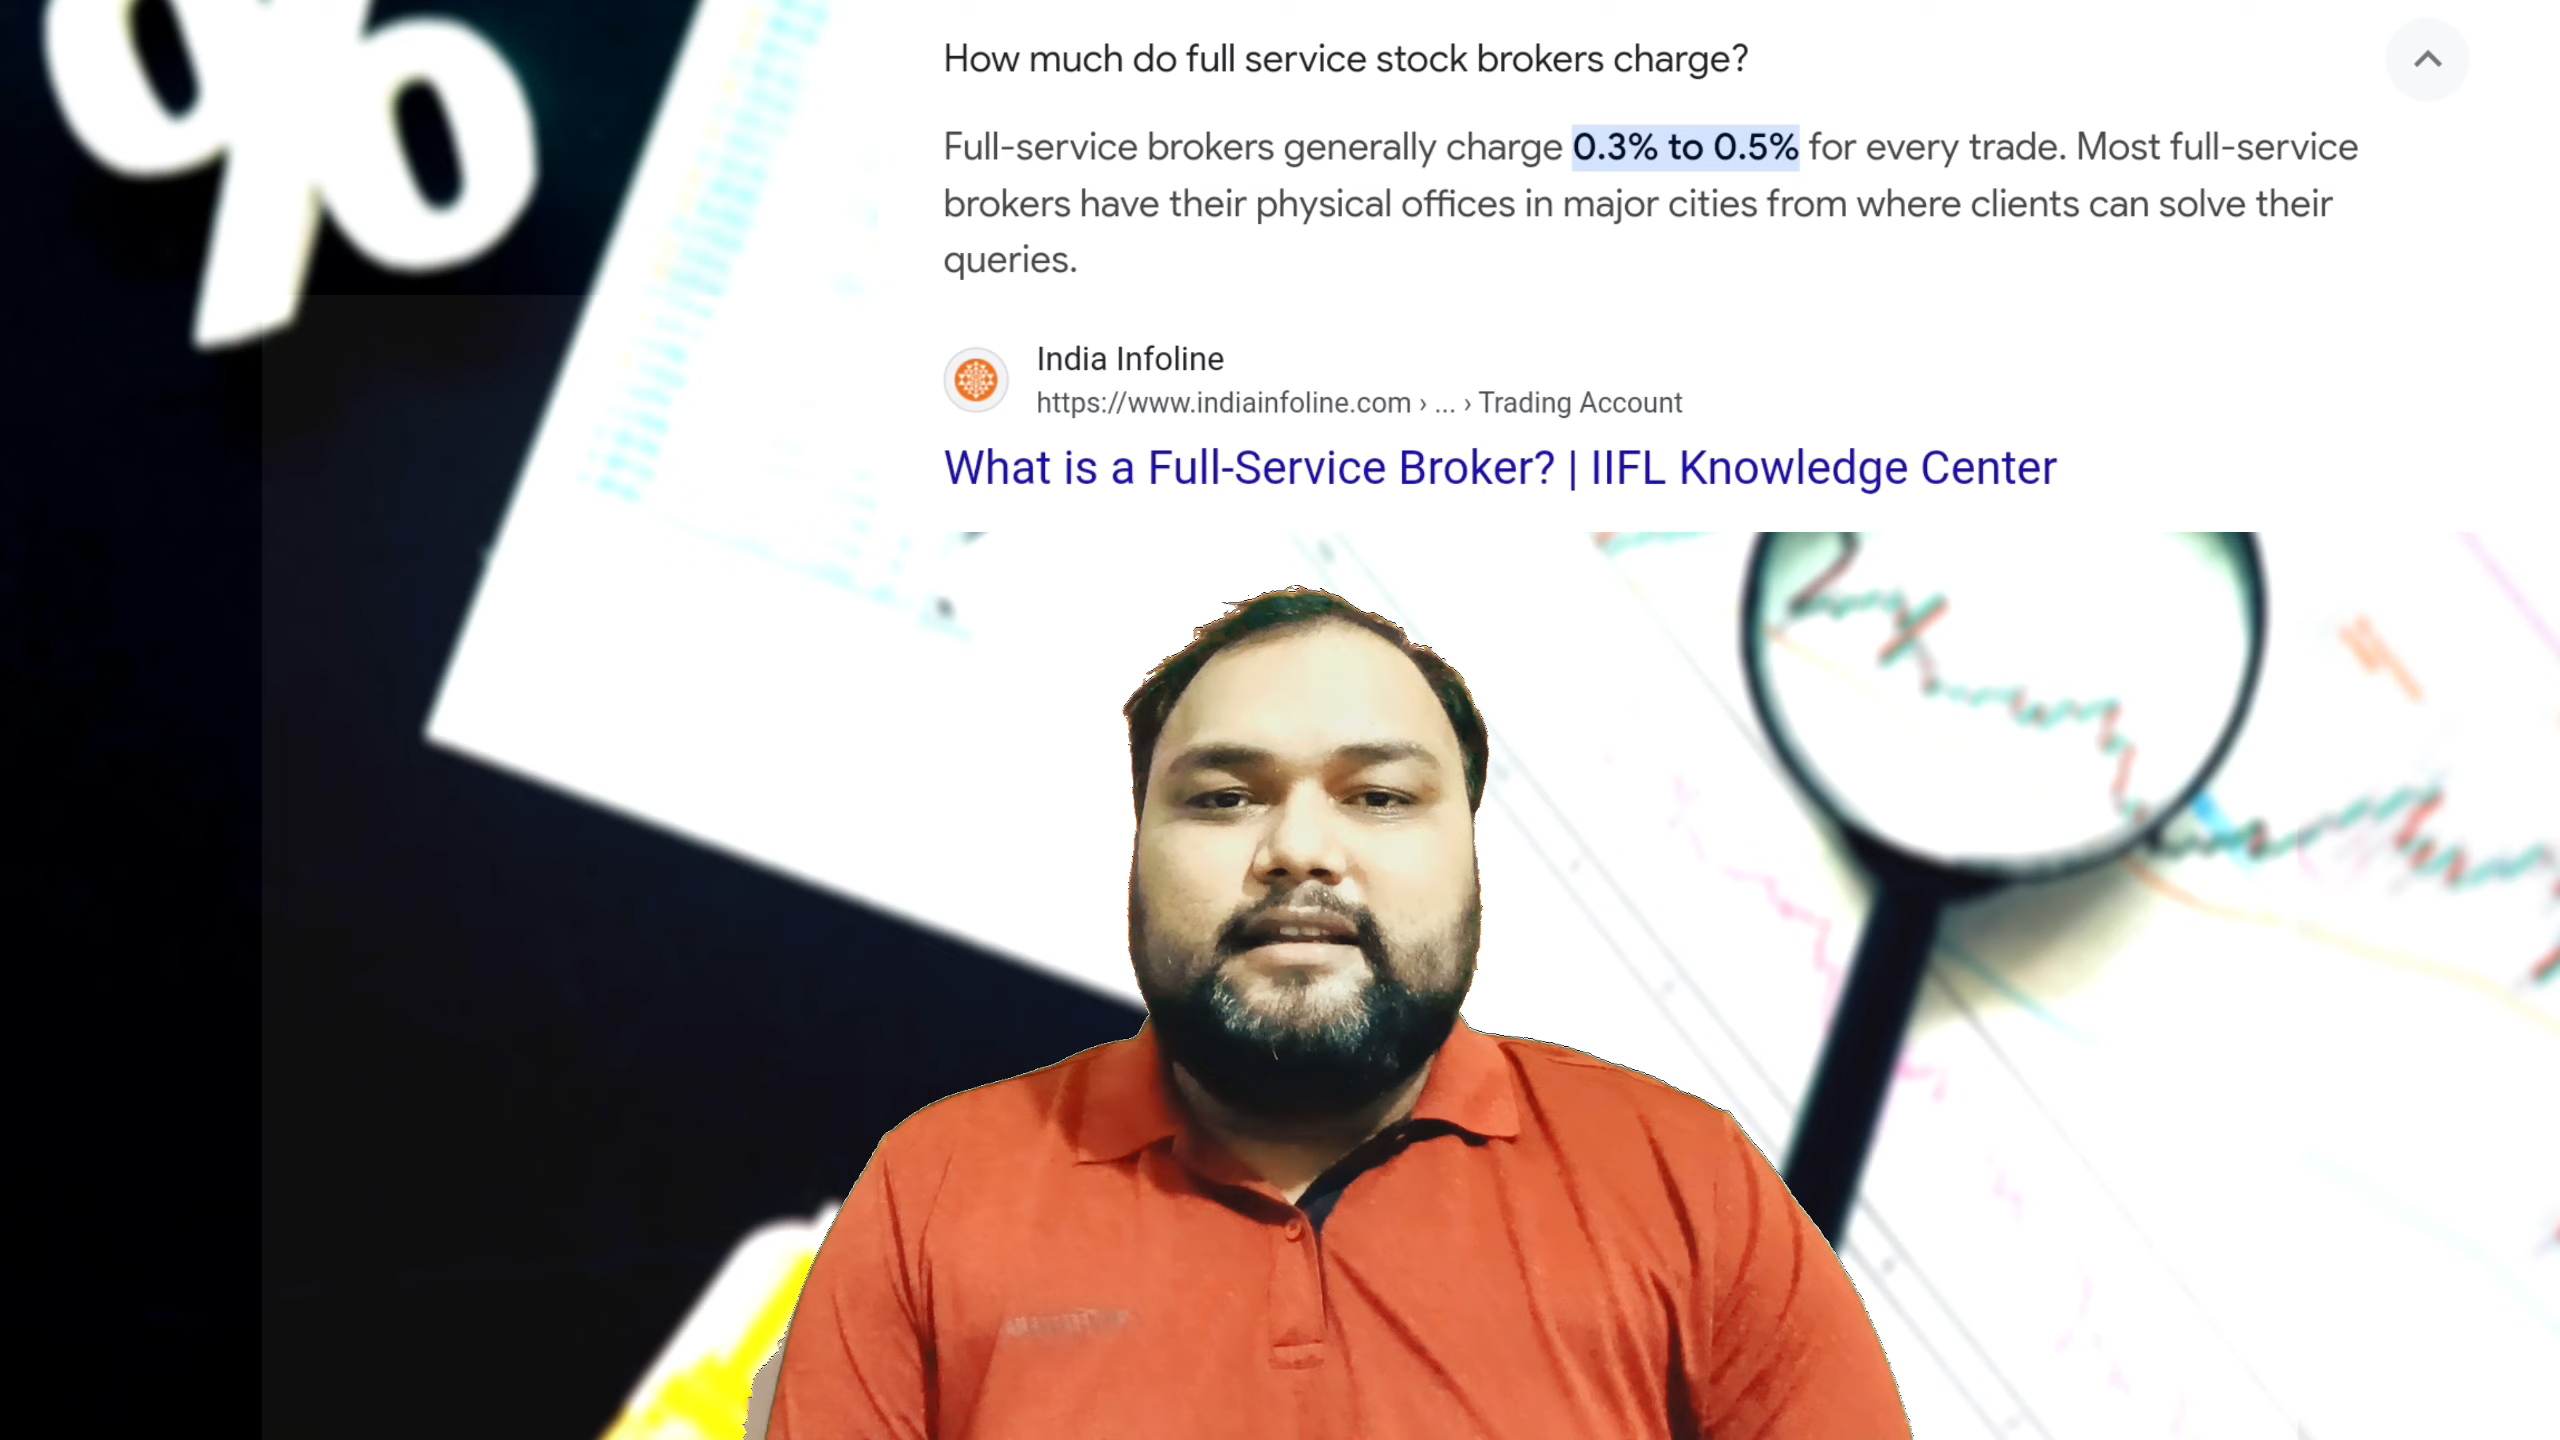 %
How much do full service stock brokers charge?
Full-service brokers generally charge 0.3% to 0.5% for every trade. Most full-service
brokers have their physical offices in major cities from where clients can solve their
queries.
India Infoline
https://www.indiainfoline.com › ... › Trading Account
What is a Full-Service Broker? | IIFL Knowledge Center